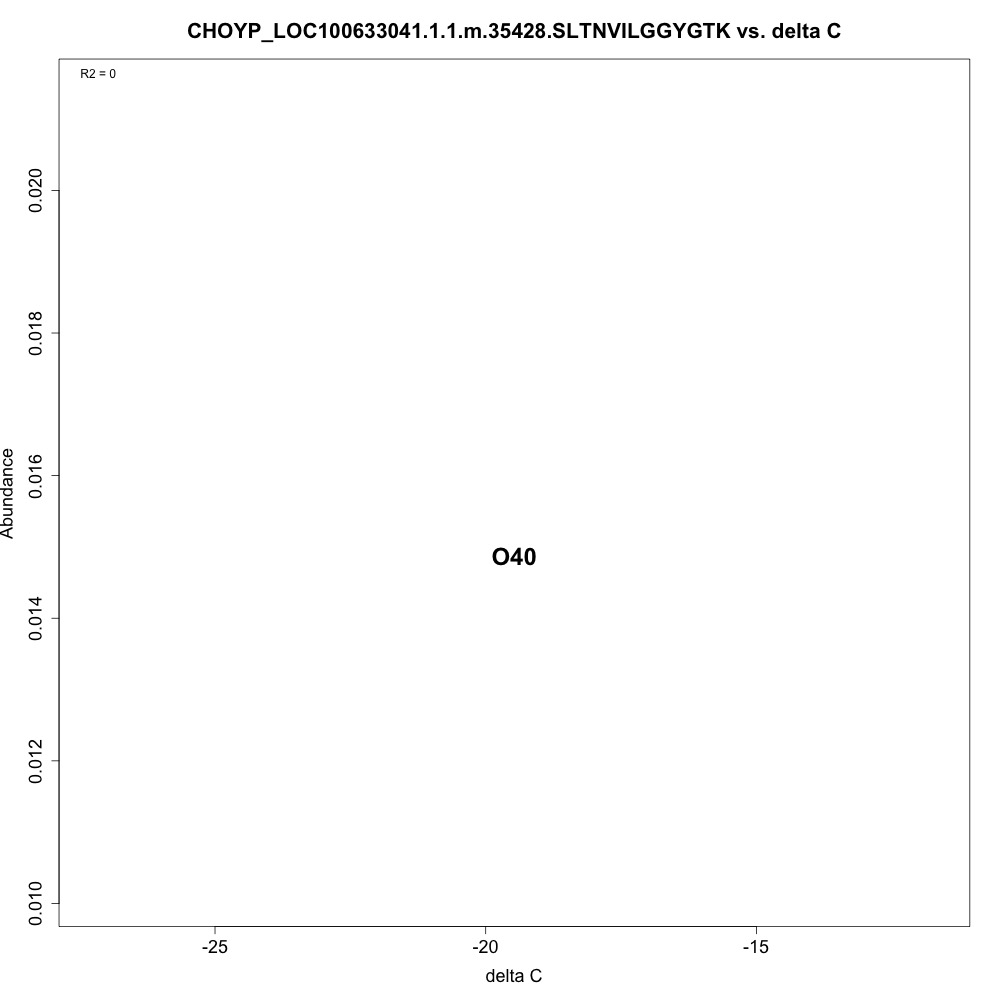 CHOYP_LOC100633041.1.1.m.35428.SLTNVILGGYGTK vs. delta C
R2 = 0
0.020
0.018
0.016
0.014
0.012
0.010
Abundance
O40
-25
-20
-15
delta C